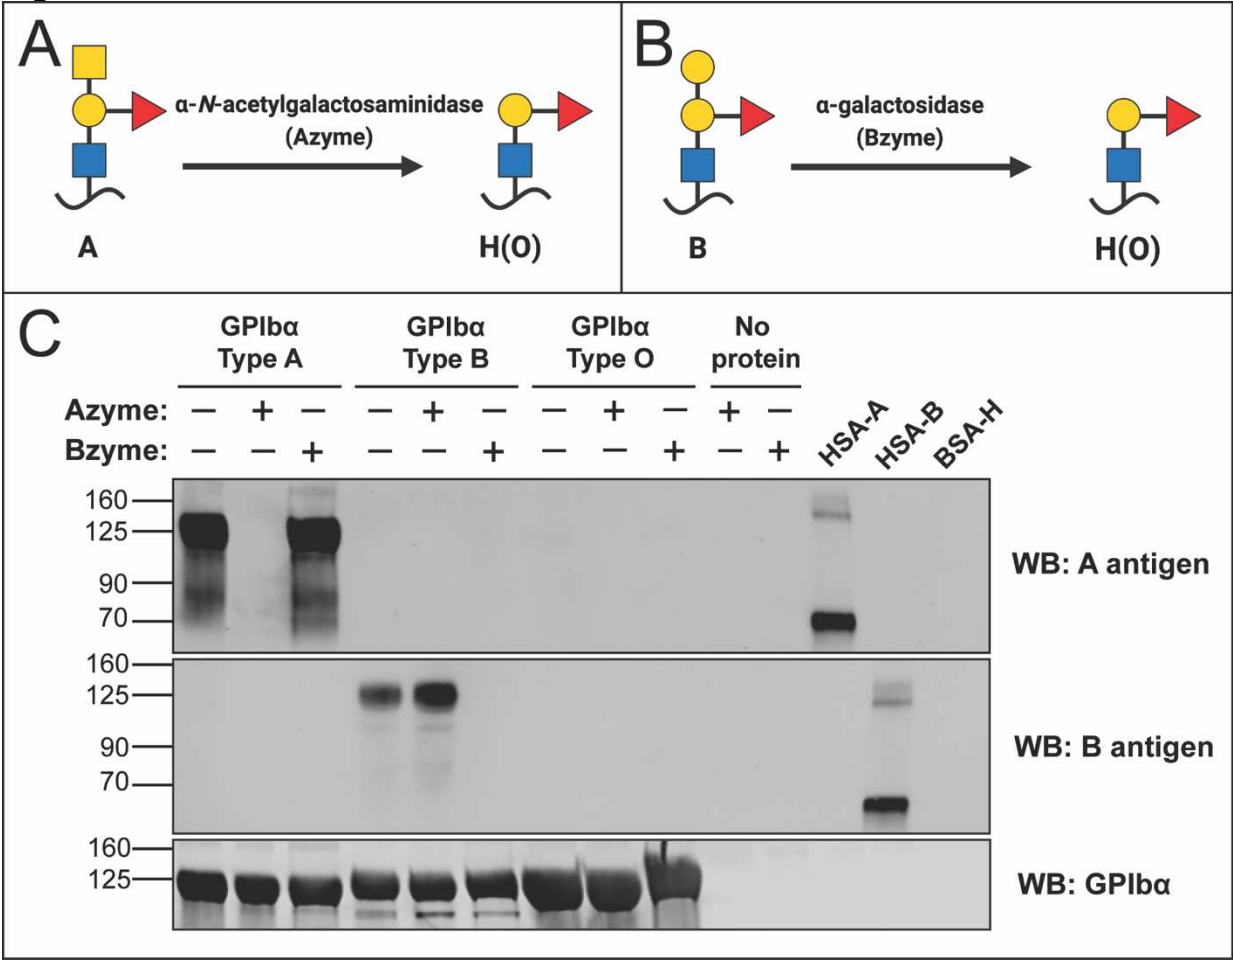 A
α-N-acetylgalactosaminidase
(Azyme)
A
H(O)
B
α-galactosidase
(Bzyme)
B
H(O)
C
GPIbα
Type A
GPIbα
Type B
GPIbα
Type O
No
protein
Azyme: − + − − + − − + − + −
Bzyme: − − + − − + − − + − +
HSA-A
HSA-B
BSA-H
160
125
90
70
WB: A antigen
160
125
90
70
WB: B antigen
160
125
WB: GPIbα